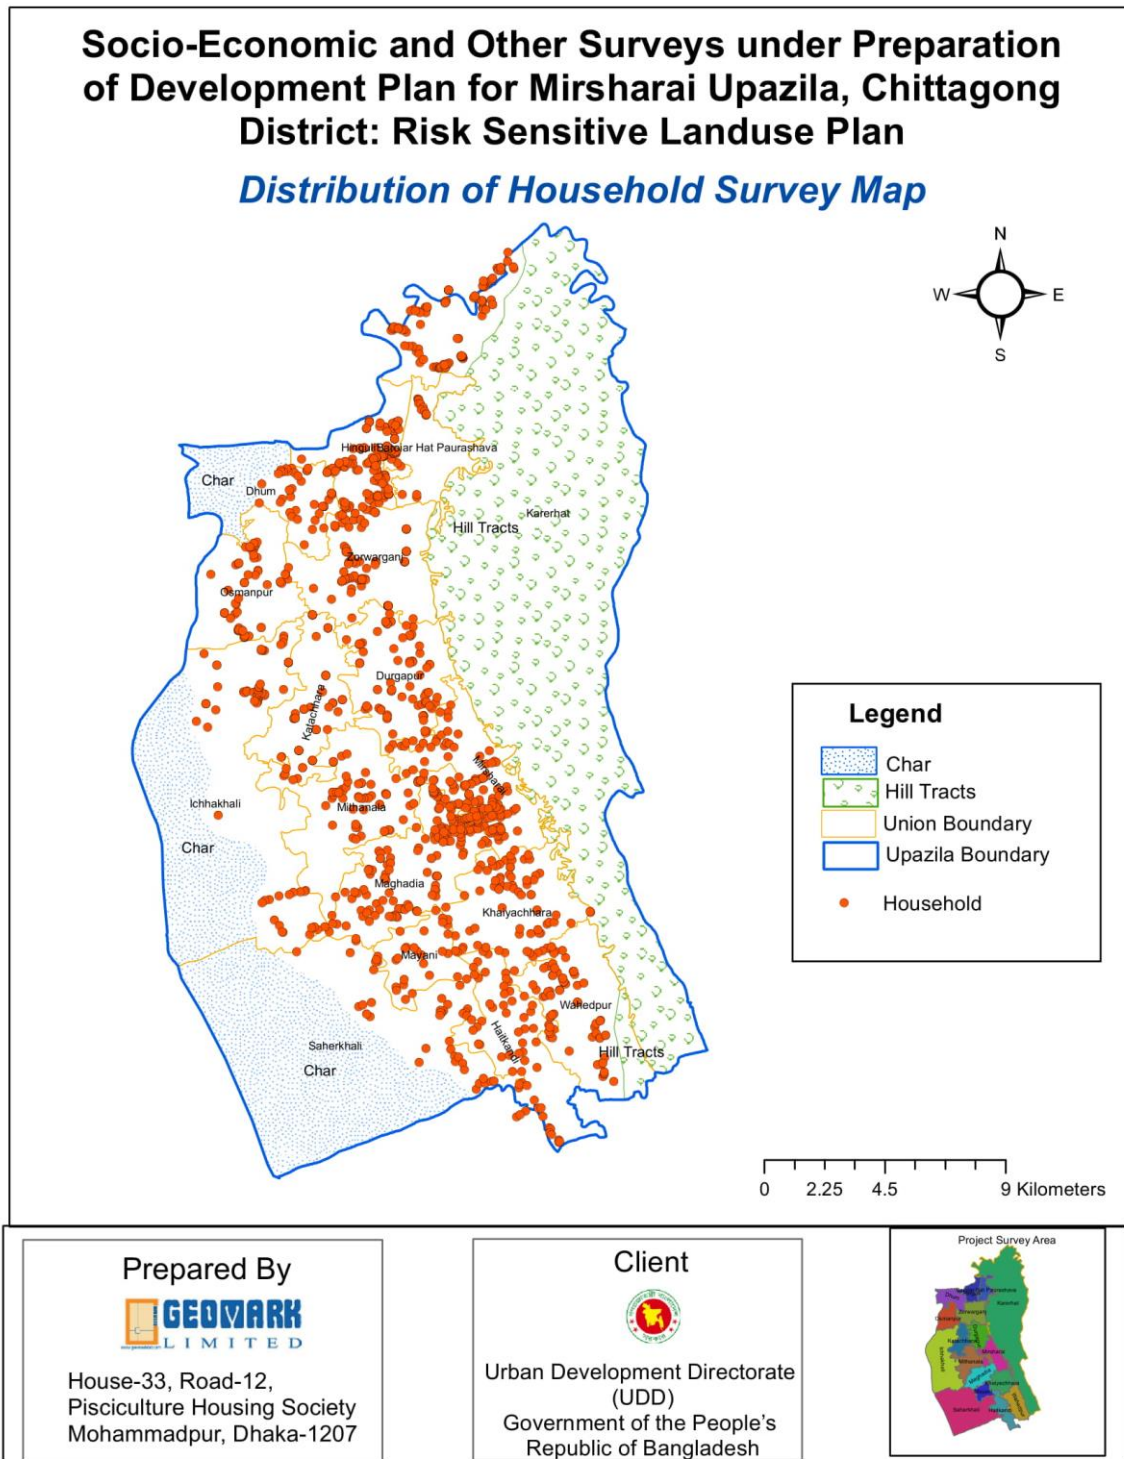 Socio-Economic and Other Surveys under Preparation
of Development Plan for Mirsharai Upazila, Chittagong
District: Risk Sensitive Landuse Plan
Distribution of Household Survey Map
N
W
E
S
Hinguli
Baroiar Hat Paurashava
Char
Dhum
Karerhat
Hill Tracts
Zorwarganj
Osmanpur
Durgapur
Katachhara
Mirsharai
Ichhakhali
Mithanala
Char
Maghadia
Khaiyachhara
Mayani
Wahedpur
Haitkandi
Saherkhali
Hill Tracts
Char
Legend
Char
Hill Tracts
Union Boundary
Upazila Boundary
Household
0 2.25 4.5 9 Kilometers
Prepared By
GEOMARK
LIMITED
House-33, Road-12,
Pisciculture Housing Society
Mohammadpur, Dhaka-1207
Client
Urban Development Directorate
(UDD)
Government of the People's
Republic of Bangladesh
Project Survey Area
Karerhat